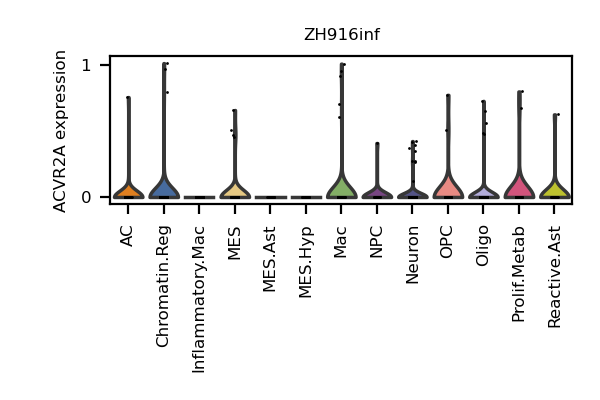 ZH916inf
ACVR2A expression
1
0
AC
Chromatin.Reg
Inflammatory.Mac
MES
MES.Ast
MES.Hyp
Mac
NPC
Neuron
OPC
Oligo
Prolif.Metab
Reactive.Ast